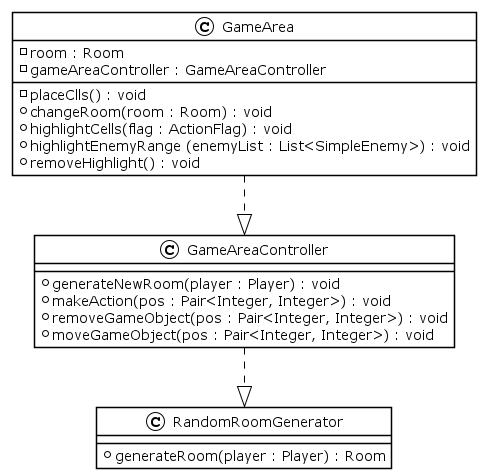 C GameArea
room : Room
gameAreaController : GameAreaController
placeClls() : void
changeRoom(room : Room) : void
highlightCells(flag : ActionFlag) : void
highlightEnemyRange (enemyList : List<SimpleEnemy>) : void
removeHighlight() : void
C GameAreaController
generateNewRoom(player : Player) : void
makeAction(pos : Pair<Integer, Integer>) : void
removeGameObject(pos : Pair<Integer, Integer>) : void
moveGameObject(pos : Pair<Integer, Integer>) : void
C RandomRoomGenerator
generateRoom(player : Player) : Room